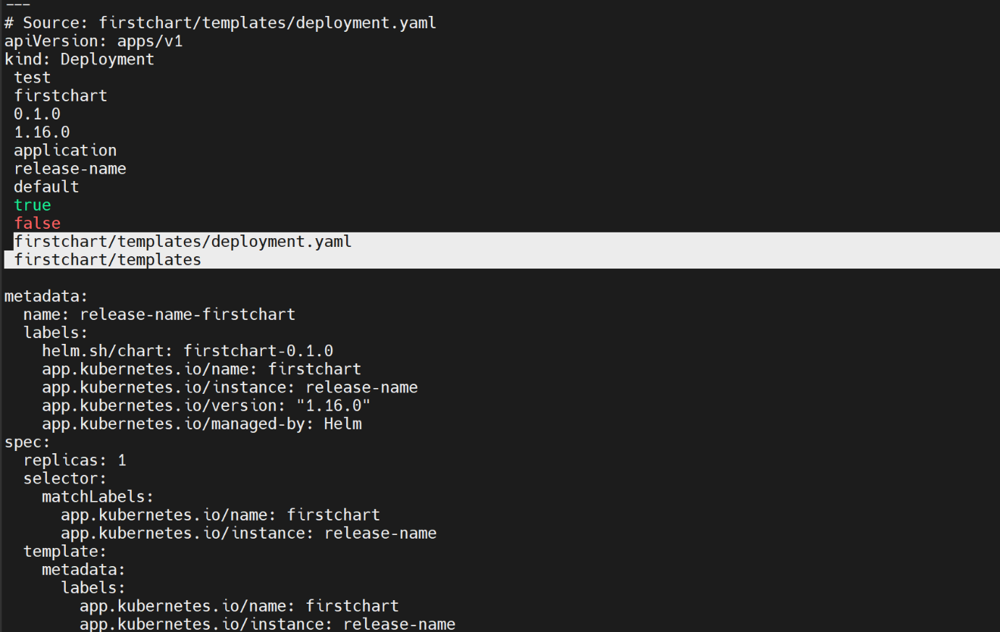 ---
# Source: firstchart/templates/deployment.yaml
apiVersion: apps/v1
kind: Deployment
 test
 firstchart
 0.1.0
 1.16.0
 application
 release-name
 default
 true
 false
 firstchart/templates/deployment.yaml
 firstchart/templates

metadata:
  name: release-name-firstchart
  labels:
    helm.sh/chart: firstchart-0.1.0
    app.kubernetes.io/name: firstchart
    app.kubernetes.io/instance: release-name
    app.kubernetes.io/version: "1.16.0"
    app.kubernetes.io/managed-by: Helm
spec:
  replicas: 1
  selector:
    matchLabels:
      app.kubernetes.io/name: firstchart
      app.kubernetes.io/instance: release-name
  template:
    metadata:
      labels:
        app.kubernetes.io/name: firstchart
        app.kubernetes.io/instance: release-name